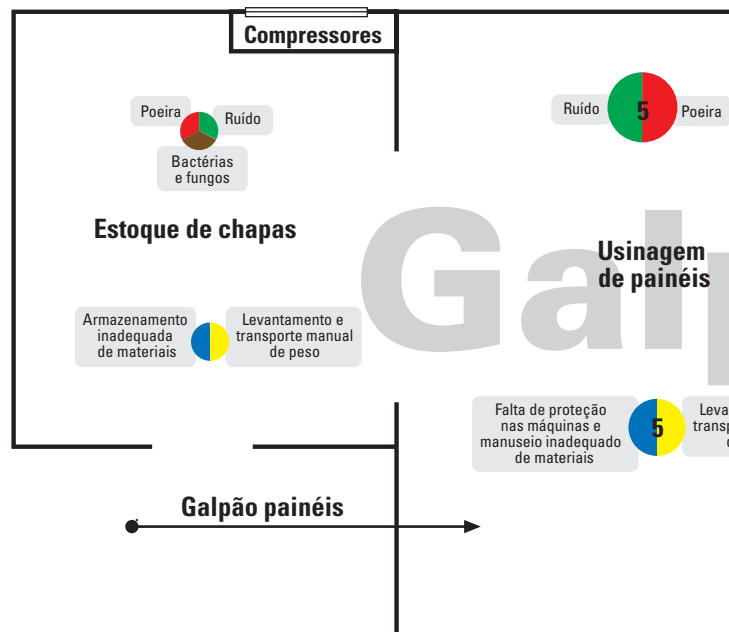 Compressores
Poeira
Ruído
Bactérias
e fungos
Ruído
5
Poeira
Estoque de chapas
Usinagem
de painéis
Armazenamento
inadequada
de materiais
Levantamento e
transporte manual
de peso
Falta de proteção
nas máquinas e
manuseio inadequado
de materiais
5
Galpão painéis